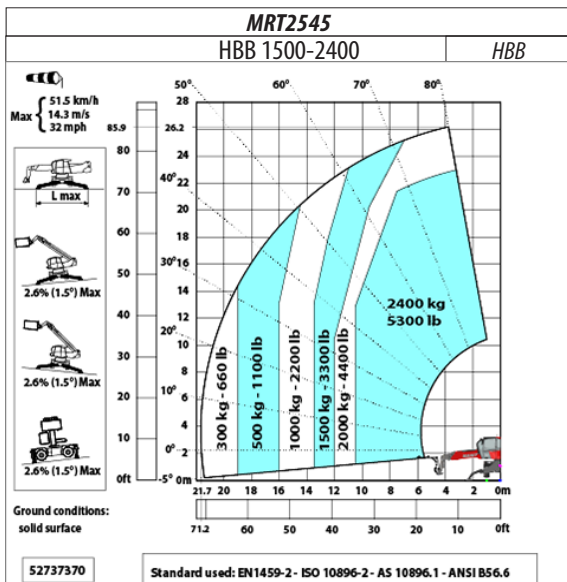 MRT2545
HBB 1500-2400 HBB
Max 51.5 km/h
14.3 m/s
32 mph
L max
2.6% (1.5°) Max
2.6% (1.5°) Max
2.6% (1.5°) Max
Ground conditions:
solid surface
52737370
85.9
80
70
60
50
40
30
20
10
0ft
28
26.2
24
22
20
18
16
14
12
10
8
6
4
2
-5° 0m
50° 60° 70° 80°
40°
30°
20°
10°
0°
300 kg - 660 lb
500 kg - 1100 lb
1000 kg - 2200 lb
1500 kg - 3300 lb
2000 kg - 4400 lb
2400 kg
5300 lb
21.7 20 18 16 14 12 10 8 6 4 2 0m
71.2 60 50 40 30 20 10 0ft
Standard used: EN1459-2 - ISO 10896-2 - AS 10896.1 - ANSI B56.6